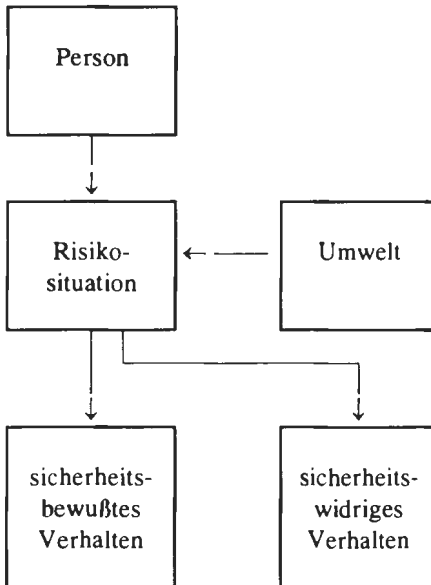 Person
Risiko-
situation
Umwelt
sicherheits-
bewußtes
Verhalten
sicherheits-
widriges
Verhalten